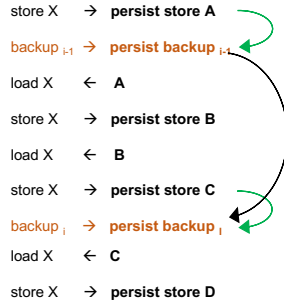 store X → persist store A
backup i-1 → persist backup i-1
load X ← A
store X → persist store B
load X ← B
store X → persist store C
backup i → persist backup I
load X ← C
store X → persist store D